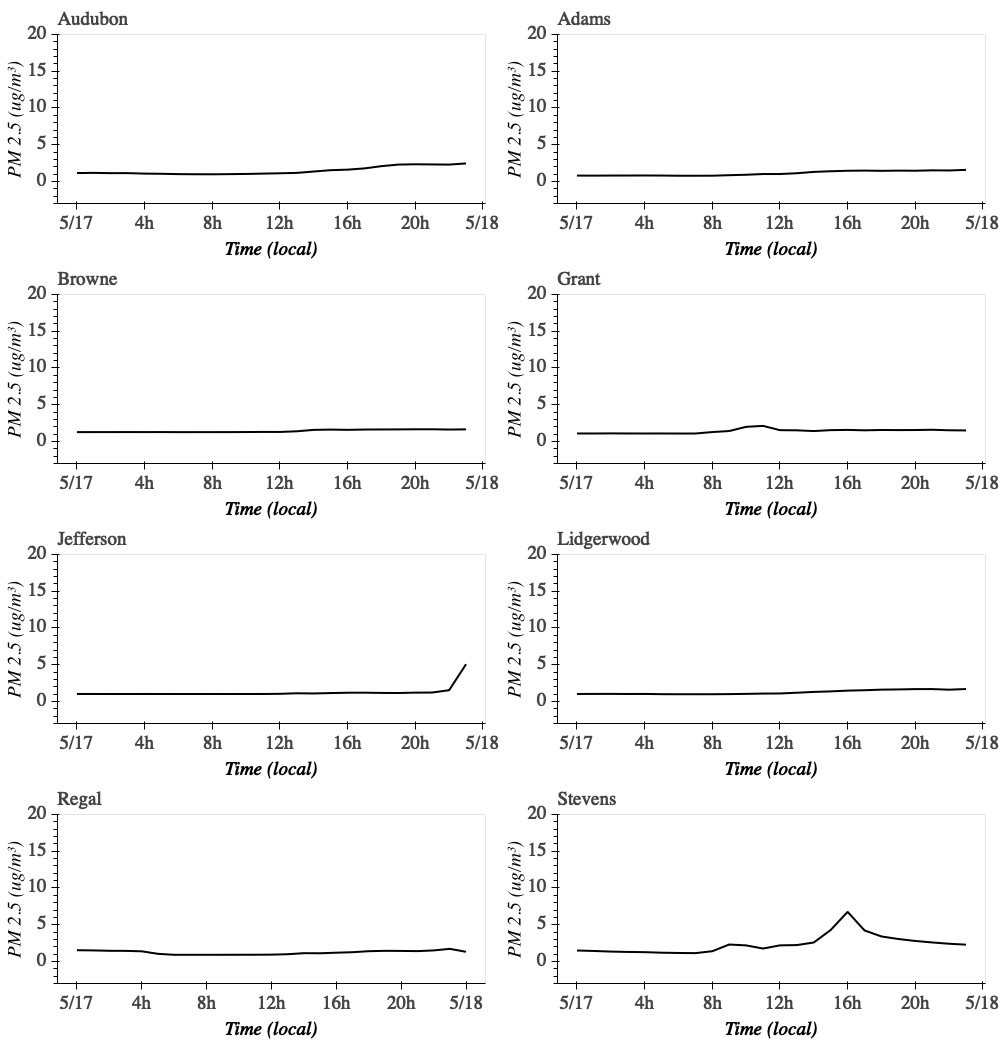 Audubon
20
15
10
5
0
PM 2.5 (ug/m³)
5/17 4h 8h 12h 16h 20h 5/18
Time (local)
Adams
20
15
10
5
0
PM 2.5 (ug/m³)
5/17 4h 8h 12h 16h 20h 5/18
Time (local)
Browne
20
15
10
5
0
PM 2.5 (ug/m³)
5/17 4h 8h 12h 16h 20h 5/18
Time (local)
Grant
20
15
10
5
0
PM 2.5 (ug/m³)
5/17 4h 8h 12h 16h 20h 5/18
Time (local)
Jefferson
20
15
10
5
0
PM 2.5 (ug/m³)
5/17 4h 8h 12h 16h 20h 5/18
Time (local)
Lidgerwood
20
15
10
5
0
PM 2.5 (ug/m³)
5/17 4h 8h 12h 16h 20h 5/18
Time (local)
Regal
20
15
10
5
0
PM 2.5 (ug/m³)
5/17 4h 8h 12h 16h 20h 5/18
Time (local)
Stevens
20
15
10
5
0
PM 2.5 (ug/m³)
5/17 4h 8h 12h 16h 20h 5/18
Time (local)